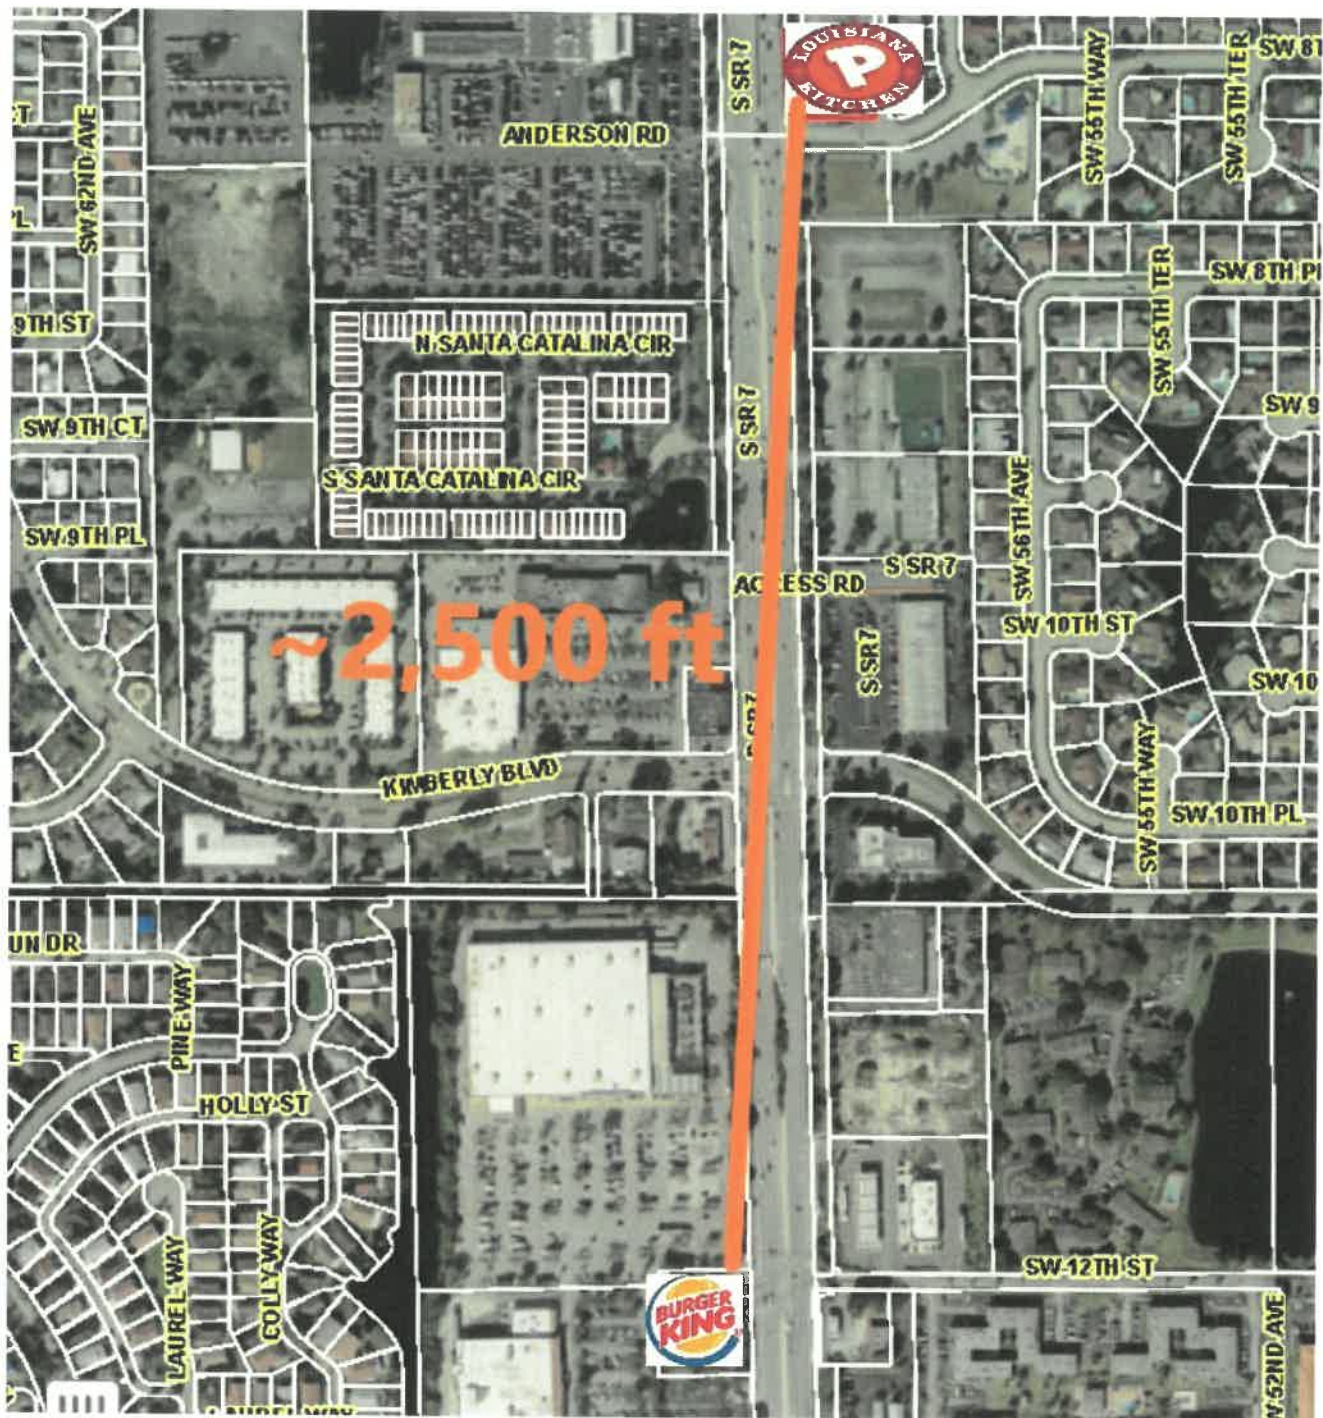 S SR 7
LOUISIANA
P
KITCHEN
SW 55TH WAY
SW 55TH TER
ANDERSON RD
SW 62ND AVE
SW 8TH PL
SW 55TH TER
9TH ST
N SANTA CATALINA CIR
S SR 7
SW 9TH CT
SW 9
S SANTA CATALINA CIR
SW 56TH AVE
SW 9TH PL
S SR 7
ACCESS RD
~2,500 ft
SW 10TH ST
S SR 7
SW 10
KIMBERLY BLVD
SW 55TH WAY
SW 10TH PL
UN DR
PINE WAY
HOLLY ST
COLLY WAY
LAUREL WAY
SW 12TH ST
BURGER
KING
52ND AVE
LAUREL WAY